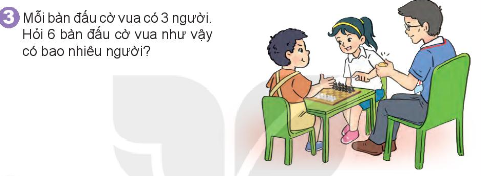 3 Mỗi bàn đấu cờ vua có 3 người.
Hỏi 6 bàn đấu cờ vua như vậy
có bao nhiêu người?